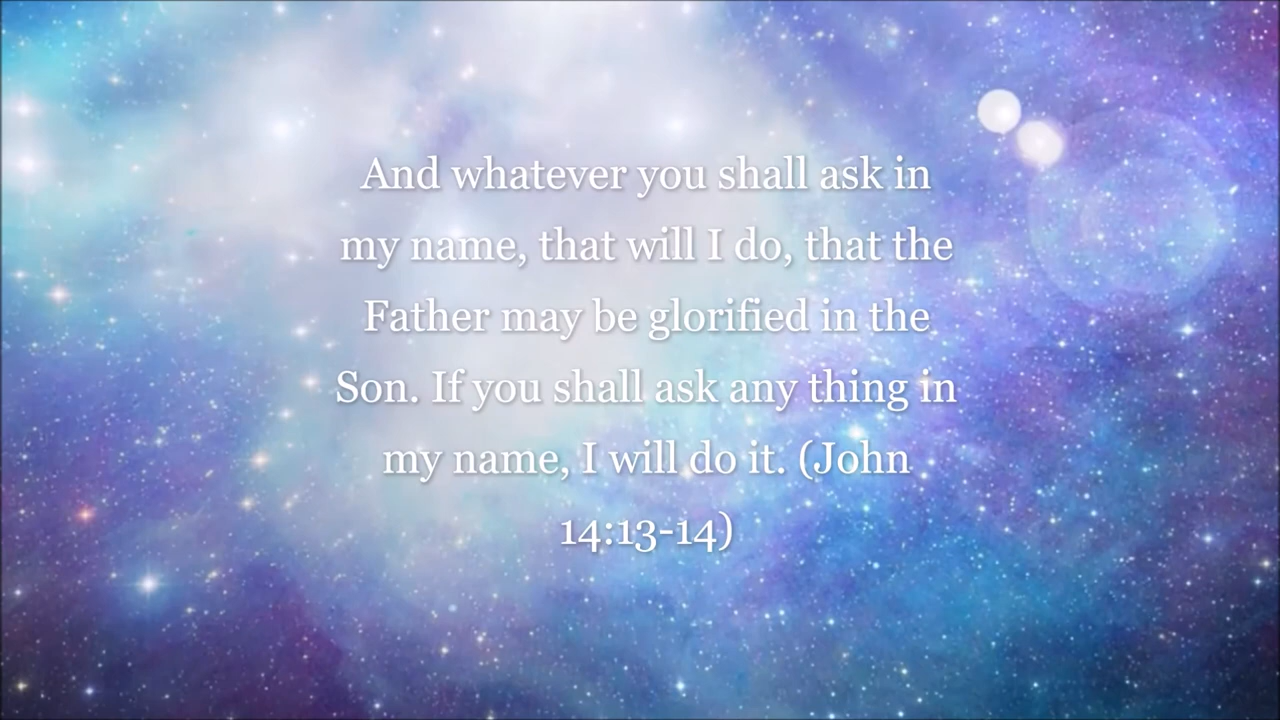 And whatever you shall ask in
my name, that will I do, that the
Father may be glorified in the
Son. If you shall ask any thing in
my name, I will do it. (John
14:13-14)